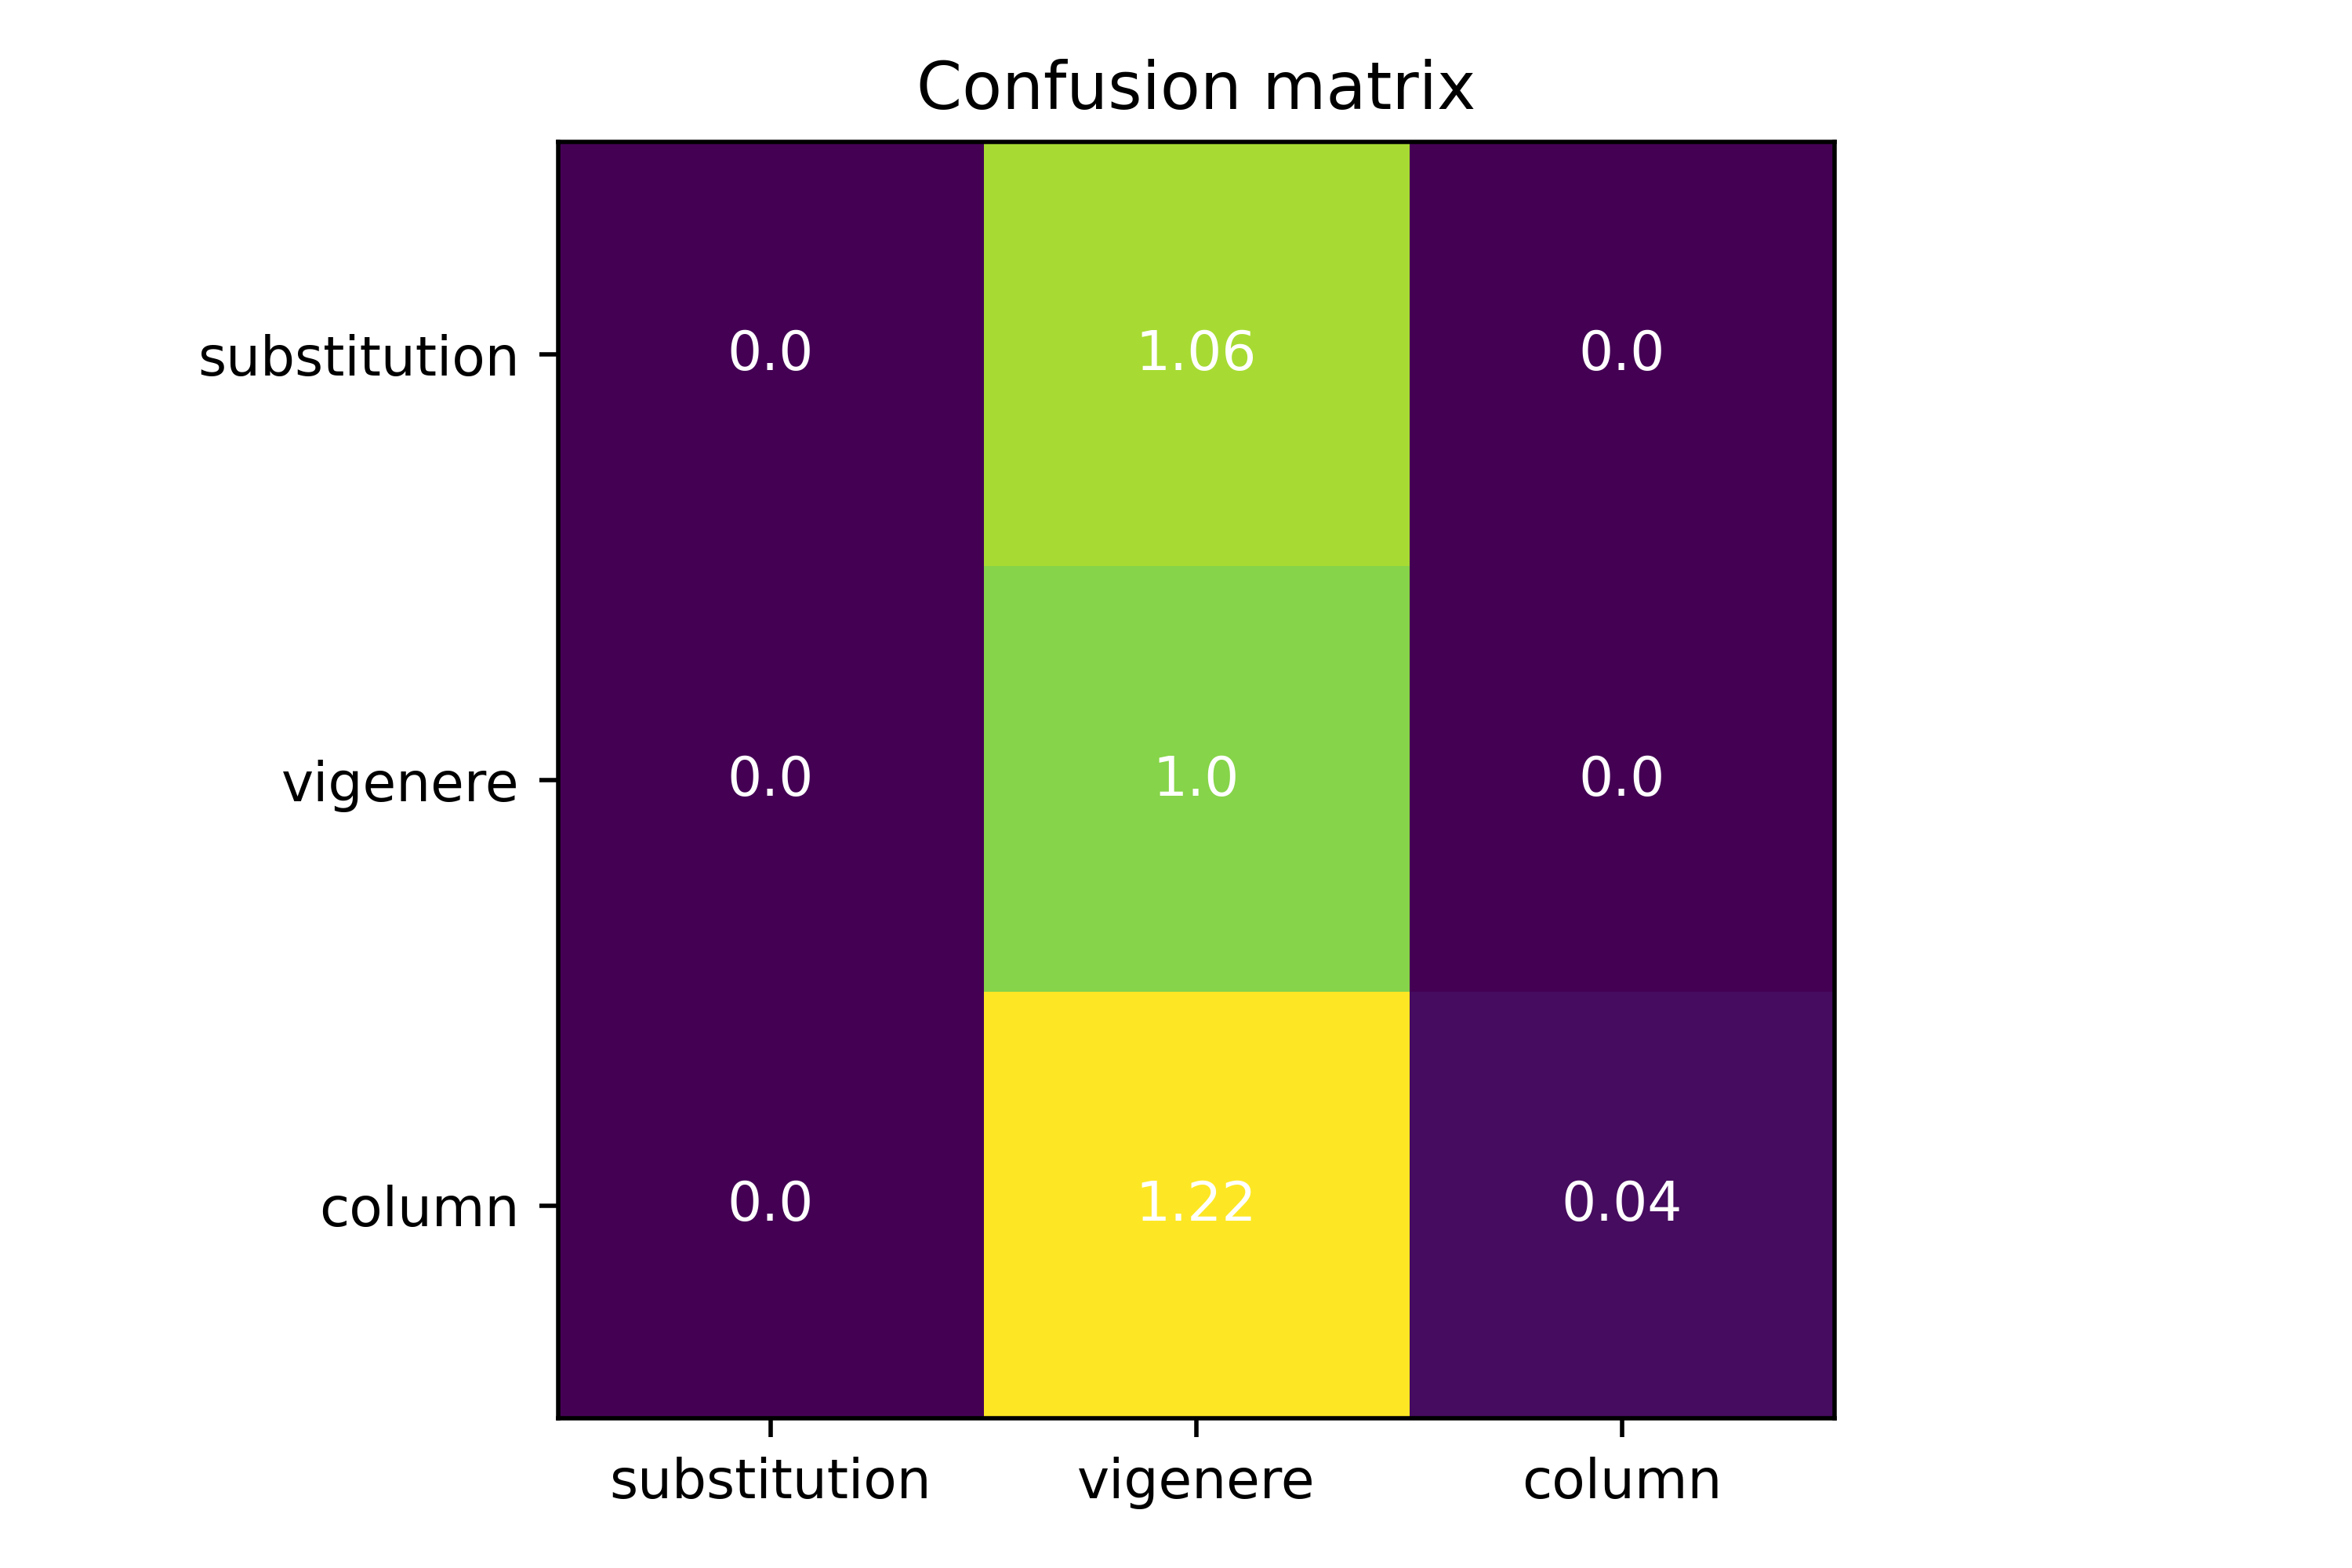 Confusion matrix
substitution 0.0 1.06 0.0
vigenere 0.0 1.0 0.0
column 0.0 1.22 0.04
substitution vigenere column